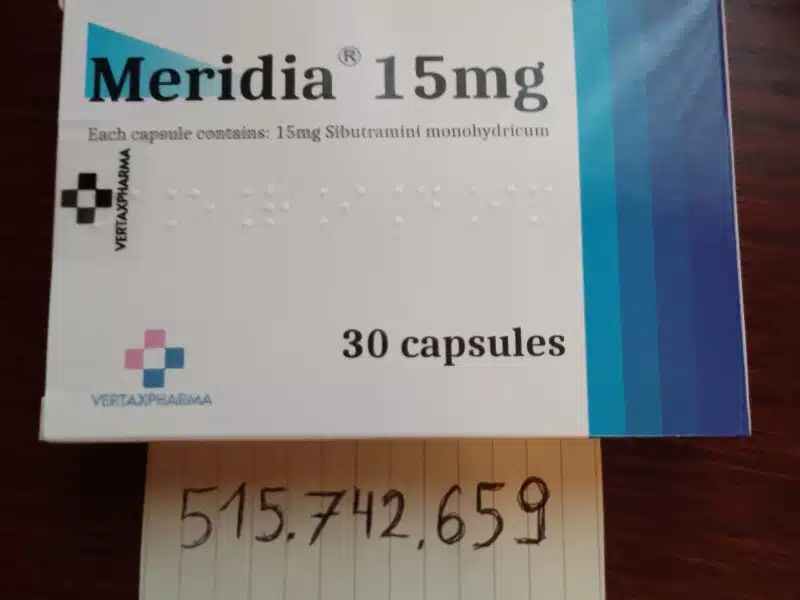 Meridia® 15mg
Each capsule contains: 15mg Sibutramini monohydricum
VERTAXPHARMA
30 capsules
VERTAXPHARMA
515.742.659